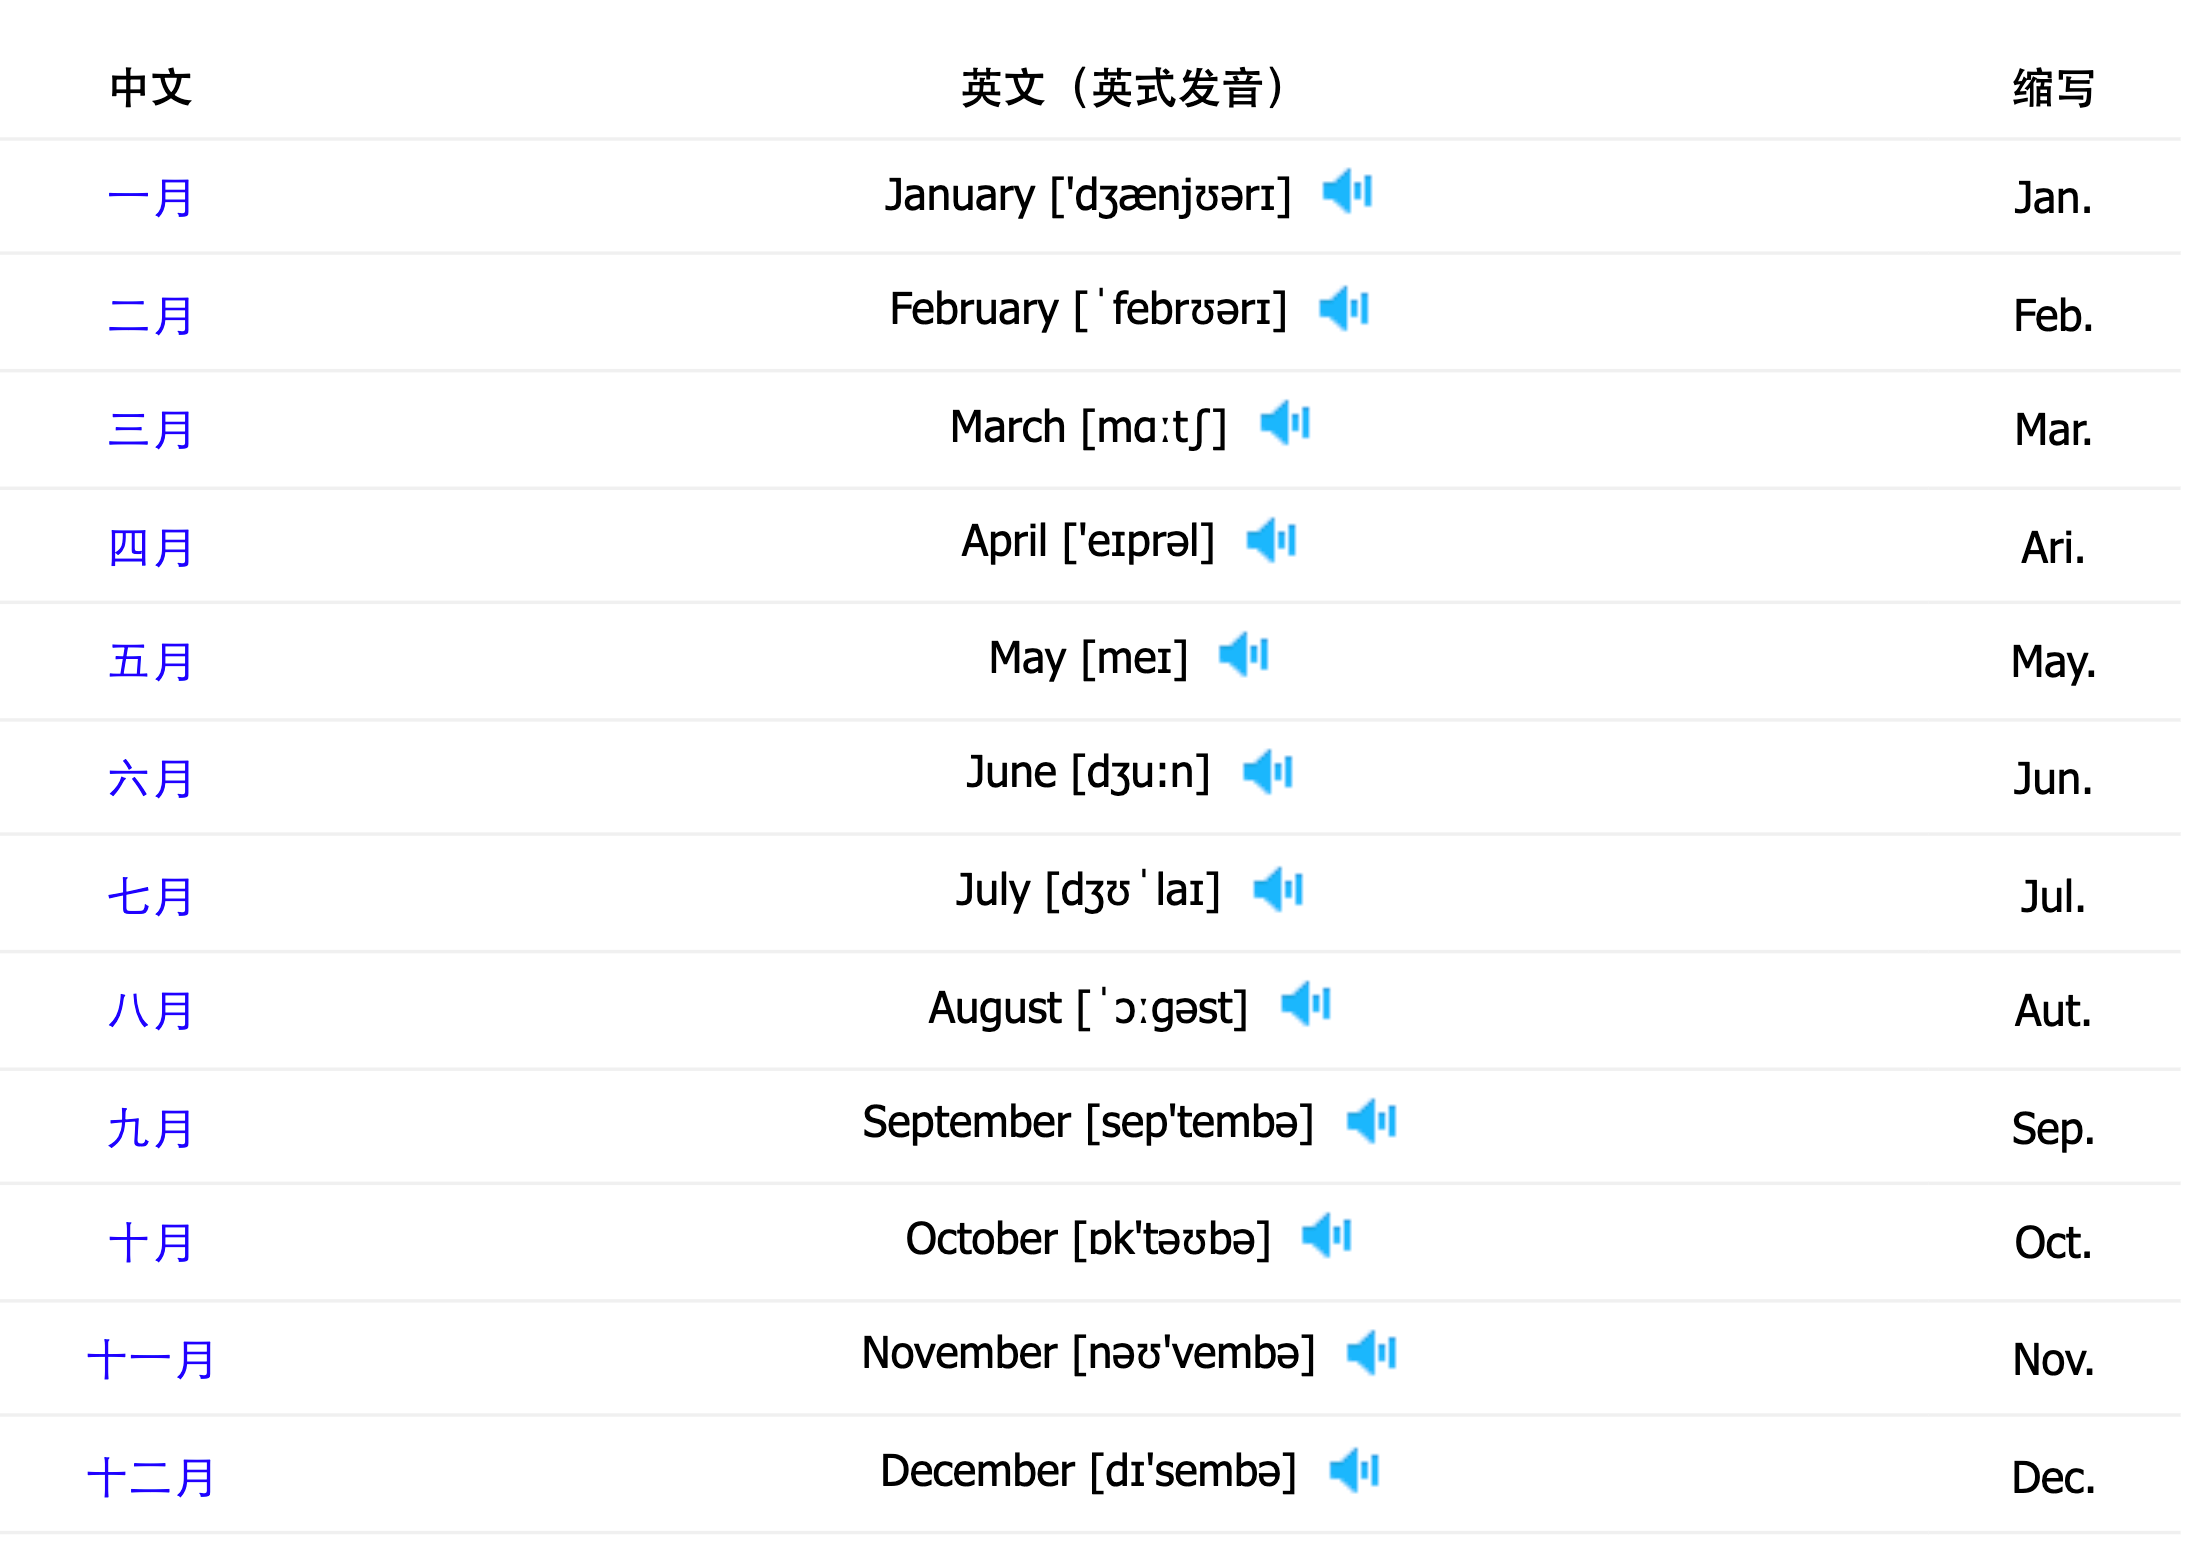 中文 英文（英式发音） 缩写
一月 January ['dʒænjʊərɪ] Jan.
二月 February [ˈfebrʊərɪ] Feb.
三月 March [mɑːtʃ] Mar.
四月 April ['eɪprəl] Ari.
五月 May [meɪ] May.
六月 June [dʒu:n] Jun.
七月 July [dʒʊˈlaɪ] Jul.
八月 August [ˈɔːgəst] Aut.
九月 September [sep'tembə] Sep.
十月 October [ɒk'təʊbə] Oct.
十一月 November [nəʊ'vembə] Nov.
十二月 December [dɪ'sembə] Dec.